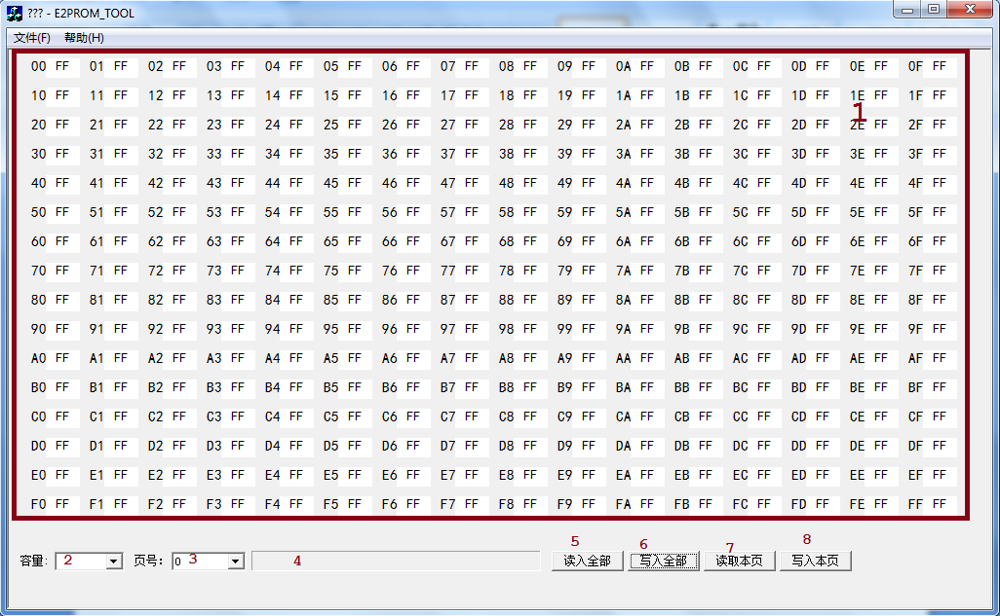 ??? - E2PROM_TOOL
文件(F) 帮助(H)
00 FF 01 FF 02 FF 03 FF 04 FF 05 FF 06 FF 07 FF 08 FF 09 FF 0A FF 0B FF 0C FF 0D FF 0E FF 0F FF
10 FF 11 FF 12 FF 13 FF 14 FF 15 FF 16 FF 17 FF 18 FF 19 FF 1A FF 1B FF 1C FF 1D FF 1E FF 1F FF
1
20 FF 21 FF 22 FF 23 FF 24 FF 25 FF 26 FF 27 FF 28 FF 29 FF 2A FF 2B FF 2C FF 2D FF 2E FF 2F FF
30 FF 31 FF 32 FF 33 FF 34 FF 35 FF 36 FF 37 FF 38 FF 39 FF 3A FF 3B FF 3C FF 3D FF 3E FF 3F FF
40 FF 41 FF 42 FF 43 FF 44 FF 45 FF 46 FF 47 FF 48 FF 49 FF 4A FF 4B FF 4C FF 4D FF 4E FF 4F FF
50 FF 51 FF 52 FF 53 FF 54 FF 55 FF 56 FF 57 FF 58 FF 59 FF 5A FF 5B FF 5C FF 5D FF 5E FF 5F FF
60 FF 61 FF 62 FF 63 FF 64 FF 65 FF 66 FF 67 FF 68 FF 69 FF 6A FF 6B FF 6C FF 6D FF 6E FF 6F FF
70 FF 71 FF 72 FF 73 FF 74 FF 75 FF 76 FF 77 FF 78 FF 79 FF 7A FF 7B FF 7C FF 7D FF 7E FF 7F FF
80 FF 81 FF 82 FF 83 FF 84 FF 85 FF 86 FF 87 FF 88 FF 89 FF 8A FF 8B FF 8C FF 8D FF 8E FF 8F FF
90 FF 91 FF 92 FF 93 FF 94 FF 95 FF 96 FF 97 FF 98 FF 99 FF 9A FF 9B FF 9C FF 9D FF 9E FF 9F FF
A0 FF A1 FF A2 FF A3 FF A4 FF A5 FF A6 FF A7 FF A8 FF A9 FF AA FF AB FF AC FF AD FF AE FF AF FF
B0 FF B1 FF B2 FF B3 FF B4 FF B5 FF B6 FF B7 FF B8 FF B9 FF BA FF BB FF BC FF BD FF BE FF BF FF
C0 FF C1 FF C2 FF C3 FF C4 FF C5 FF C6 FF C7 FF C8 FF C9 FF CA FF CB FF CC FF CD FF CE FF CF FF
D0 FF D1 FF D2 FF D3 FF D4 FF D5 FF D6 FF D7 FF D8 FF D9 FF DA FF DB FF DC FF DD FF DE FF DF FF
E0 FF E1 FF E2 FF E3 FF E4 FF E5 FF E6 FF E7 FF E8 FF E9 FF EA FF EB FF EC FF ED FF EE FF EF FF
F0 FF F1 FF F2 FF F3 FF F4 FF F5 FF F6 FF F7 FF F8 FF F9 FF FA FF FB FF FC FF FD FF FE FF FF FF
5 6 7 8
容量: 2 页号: 0 3 4 读入全部 写入全部 读取本页 写入本页